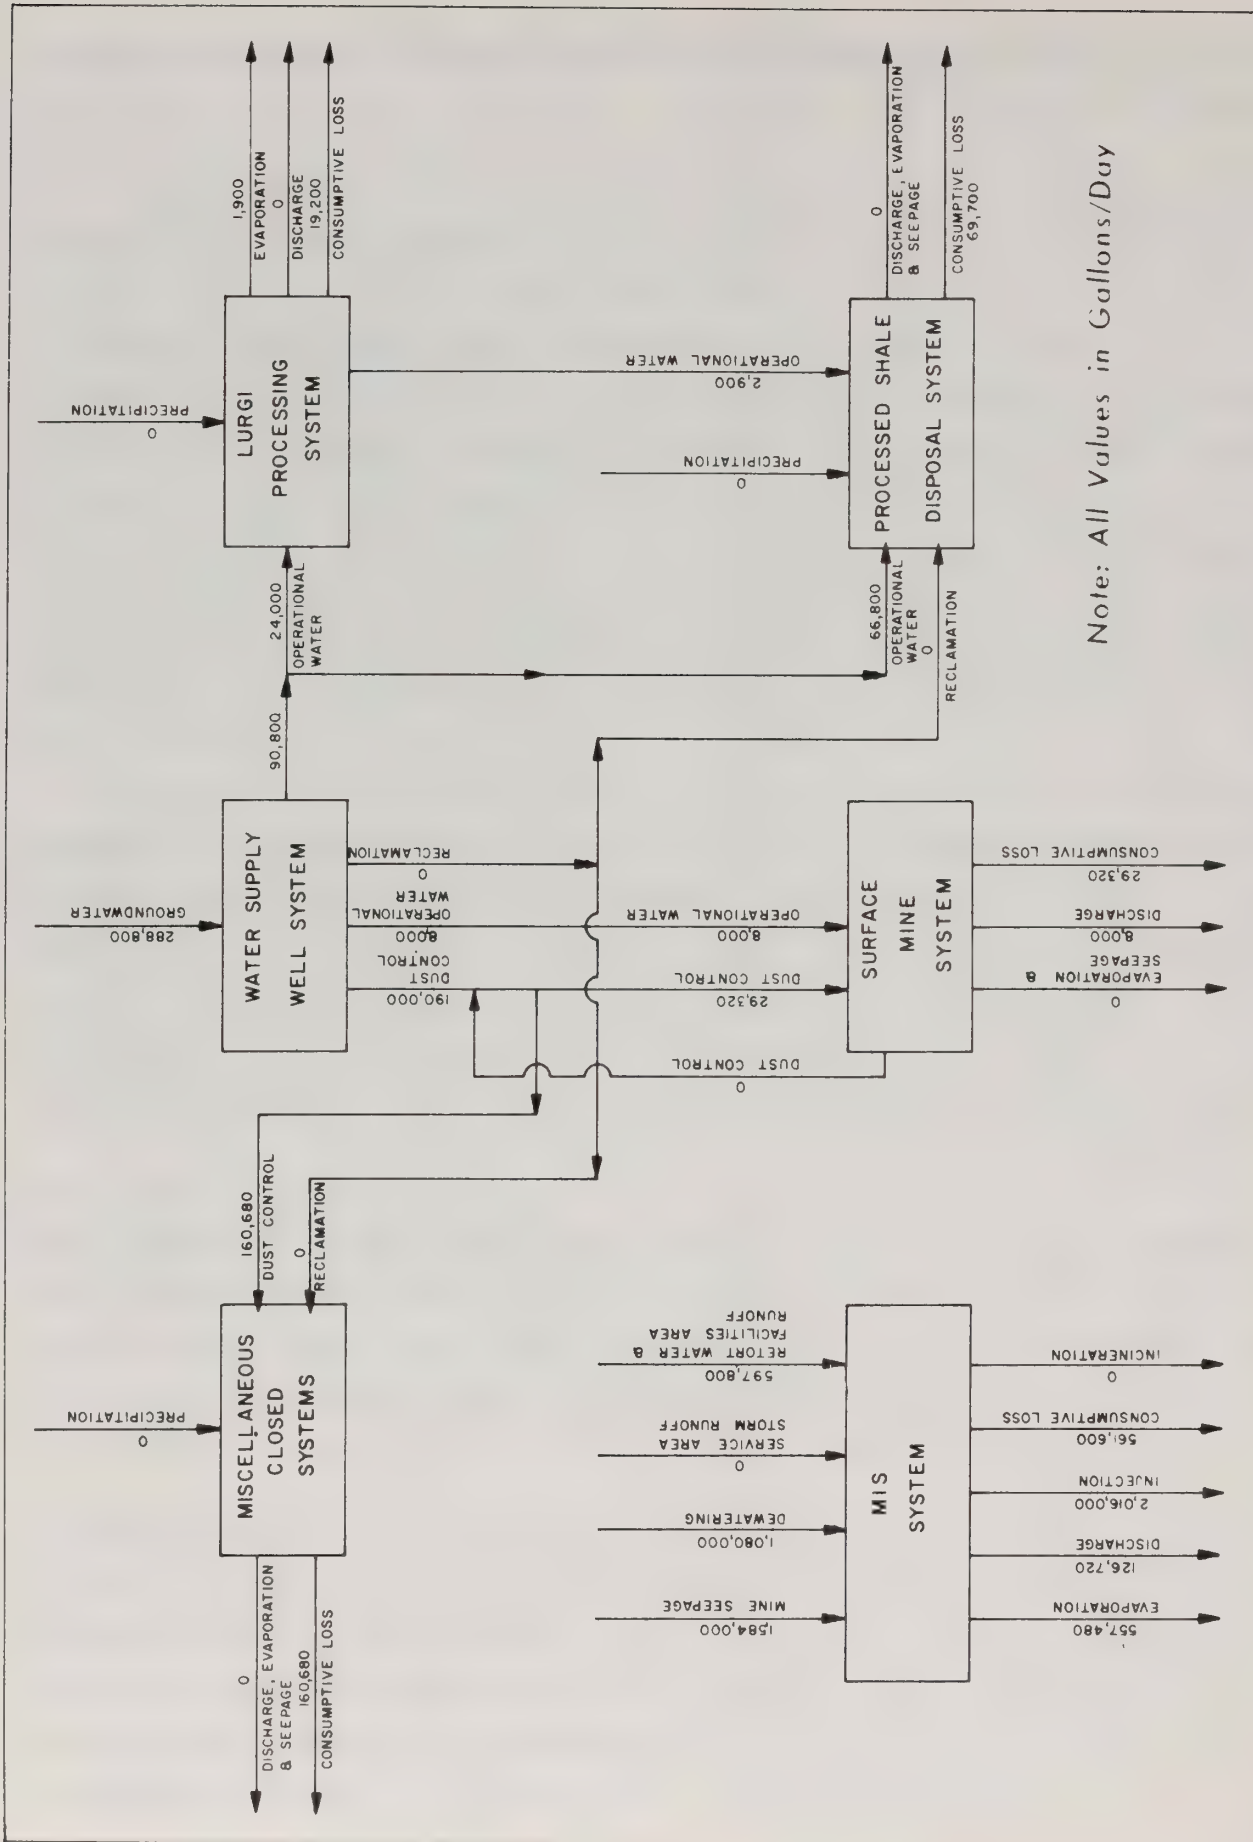 1,900
EVAPORATION
0
DISCHARGE
19,200
CONSUMPTIVE LOSS
PRECIPITATION
0
LURGI
PROCESSING
SYSTEM
24,000
OPERATIONAL
WATER
90,800
OPERATIONAL WATER
2,900
PRECIPITATION
0
0
DISCHARGE, EVAPORATION
& SEEPAGE
CONSUMPTIVE LOSS
69,700
PROCESSED SHALE
DISPOSAL SYSTEM
66,800
OPERATIONAL
WATER
0
RECLAMATION
Note: All Values in Gallons/Day
GROUNDWATER
288,800
WATER SUPPLY
WELL SYSTEM
RECLAMATION
0
WATER
OPERATIONAL
8,000
CONTROL
DUST
190,000
OPERATIONAL WATER
8,000
DUST CONTROL
29,320
DUST CONTROL
0
SURFACE
MINE
SYSTEM
CONSUMPTIVE LOSS
29,320
DISCHARGE
8,000
SEEPAGE
EVAPORATION &
0
160,680
DUST CONTROL
0
RECLAMATION
PRECIPITATION
0
MISCELLANEOUS
CLOSED
SYSTEMS
0
DISCHARGE, EVAPORATION
& SEEPAGE
160,680
CONSUMPTIVE LOSS
RUNOFF
FACILITIES AREA
RETORT WATER &
597,800
STORM RUNOFF
SERVICE AREA
0
DEWATERING
1,080,000
MINE SEEPAGE
1,584,000
MIS
SYSTEM
INCINERATION
0
CONSUMPTIVE LOSS
561,600
INJECTION
2,016,000
DISCHARGE
126,720
EVAPORATION
557,480